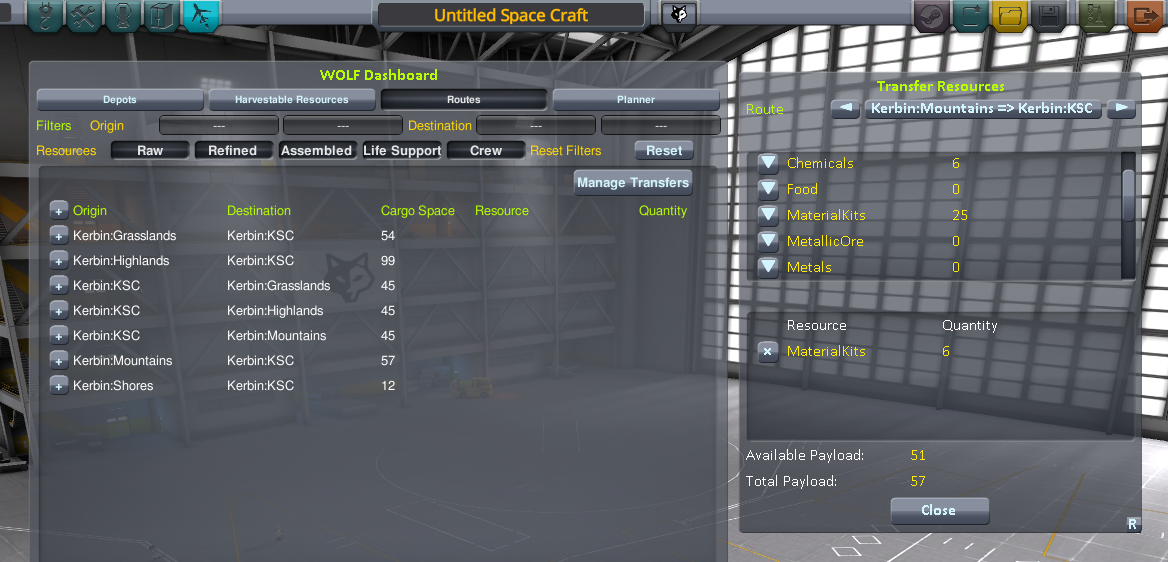 Untitled Space Craft
WOLF Dashboard
Depots Harvestable Resources Routes Planner
Filters Origin --- --- Destination --- ---
Resources Raw Refined Assembled Life Support Crew Reset Filters Reset
Manage Transfers
+ Origin Destination Cargo Space Resource Quantity
+ Kerbin:Grasslands Kerbin:KSC 54
+ Kerbin:Highlands Kerbin:KSC 99
+ Kerbin:KSC Kerbin:Grasslands 45
+ Kerbin:KSC Kerbin:Highlands 45
+ Kerbin:KSC Kerbin:Mountains 45
+ Kerbin:Mountains Kerbin:KSC 57
+ Kerbin:Shores Kerbin:KSC 12
Transfer Resources
Route Kerbin:Mountains => Kerbin:KSC
Chemicals 6
Food 0
MaterialKits 25
MetallicOre 0
Metals 0
Resource Quantity
x MaterialKits 6
Available Payload: 51
Total Payload: 57
Close
R